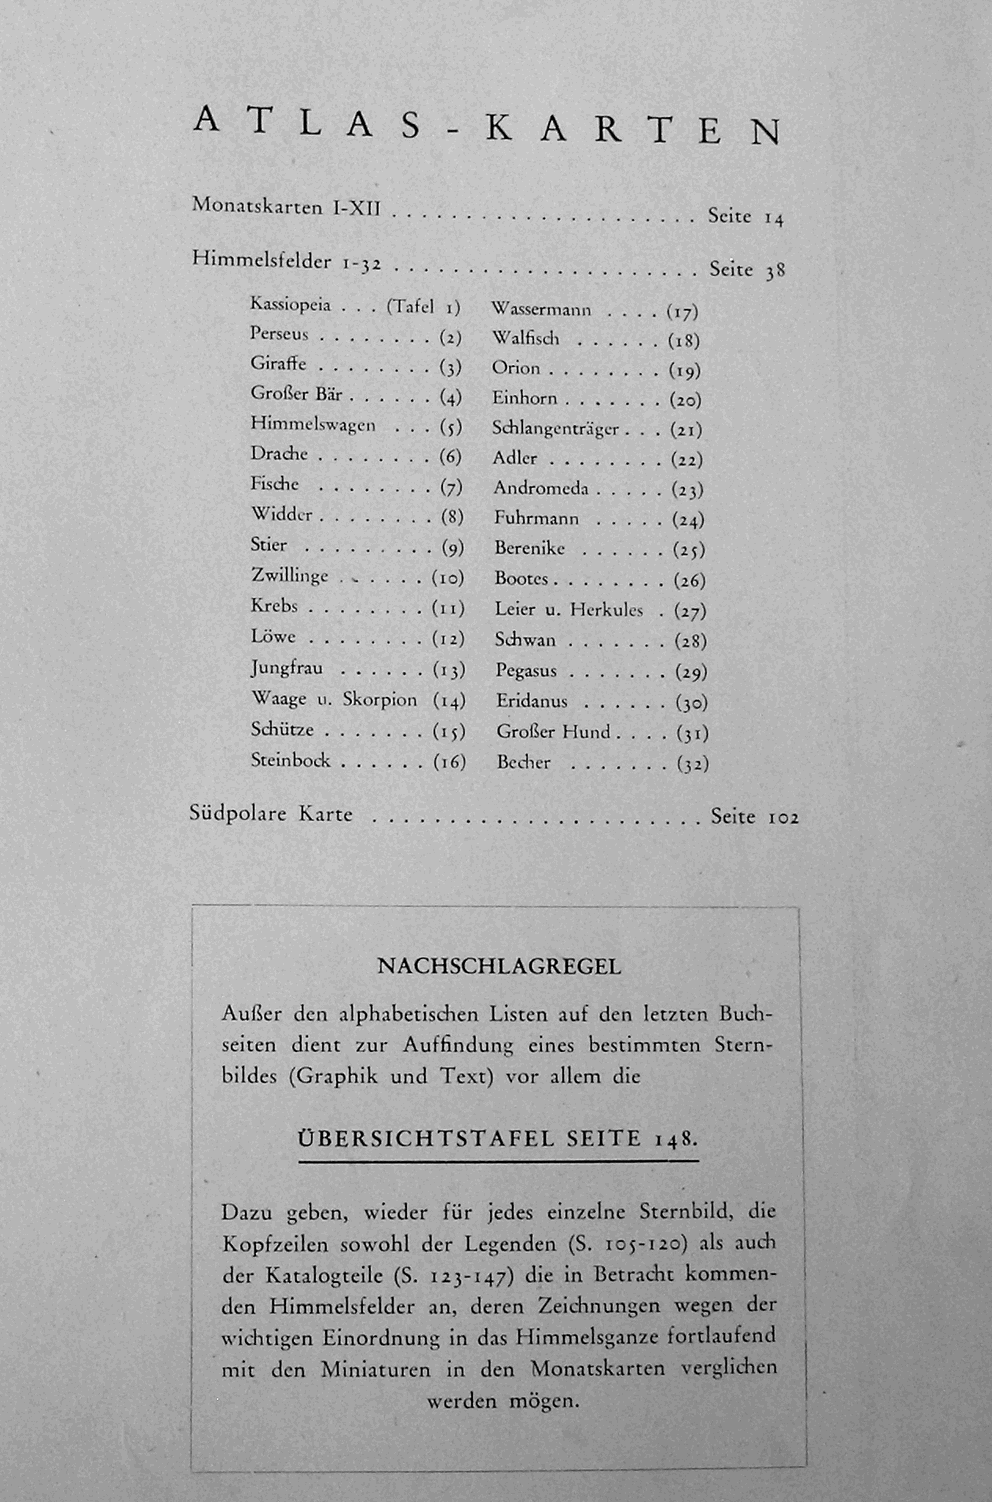 ATLAS-KARTEN
Monatskarten I-XII . . . . . . . . . . . . . . . . . . . . . Seite 14
Himmelsfelder 1-32 . . . . . . . . . . . . . . . . . . . . . Seite 38
Kassiopeia . . . (Tafel 1)
Perseus . . . . . . . . (2)
Giraffe . . . . . . . . (3)
Großer Bär . . . . . . (4)
Himmelswagen . . . (5)
Drache . . . . . . . . (6)
Fische . . . . . . . . (7)
Widder . . . . . . . . (8)
Stier . . . . . . . . . (9)
Zwillinge . . . . . . (10)
Krebs . . . . . . . . (11)
Löwe . . . . . . . . (12)
Jungfrau . . . . . . (13)
Waage u. Skorpion (14)
Schütze . . . . . . . (15)
Steinbock . . . . . . (16)
Wassermann . . . . (17)
Walfisch . . . . . . (18)
Orion . . . . . . . . (19)
Einhorn . . . . . . . (20)
Schlangenträger . . . (21)
Adler . . . . . . . . (22)
Andromeda . . . . . (23)
Fuhrmann . . . . . (24)
Berenike . . . . . . (25)
Bootes . . . . . . . . (26)
Leier u. Herkules . (27)
Schwan . . . . . . . (28)
Pegasus . . . . . . . (29)
Eridanus . . . . . . (30)
Großer Hund . . . . (31)
Becher . . . . . . . (32)
Südpolare Karte . . . . . . . . . . . . . . . . . . . . . . Seite 102
NACHSCHLAGREGEL
Außer den alphabetischen Listen auf den letzten Buch-
seiten dient zur Auffindung eines bestimmten Stern-
bildes (Graphik und Text) vor allem die
ÜBERSICHTSTAFEL SEITE 148.
Dazu geben, wieder für jedes einzelne Sternbild, die
Kopfzeilen sowohl der Legenden (S. 105-120) als auch
der Katalogteile (S. 123-147) die in Betracht kommen-
den Himmelsfelder an, deren Zeichnungen wegen der
wichtigen Einordnung in das Himmelsganze fortlaufend
mit den Miniaturen in den Monatskarten verglichen
werden mögen.